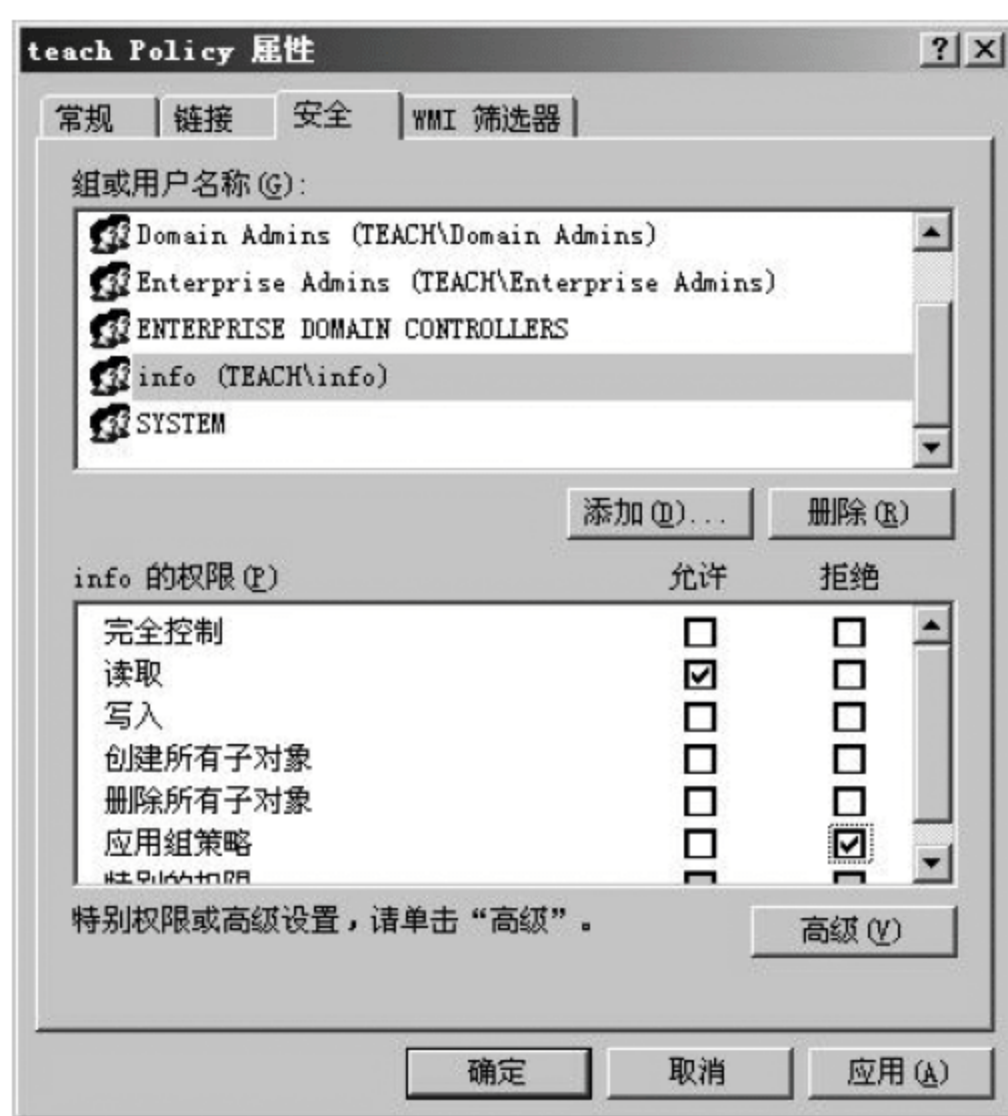 teach Policy 属性
常规 链接 安全 WMI 筛选器
组或用户名称(G):
Domain Admins (TEACH\Domain Admins)
Enterprise Admins (TEACH\Enterprise Admins)
ENTERPRISE DOMAIN CONTROLLERS
info (TEACH\info)
SYSTEM
添加(D)... 删除(R)
info 的权限(P) 允许 拒绝
完全控制
读取
写入
创建所有子对象
删除所有子对象
应用组策略
特别的权限
特别权限或高级设置，请单击“高级”。
高级(V)
确定 取消 应用(A)